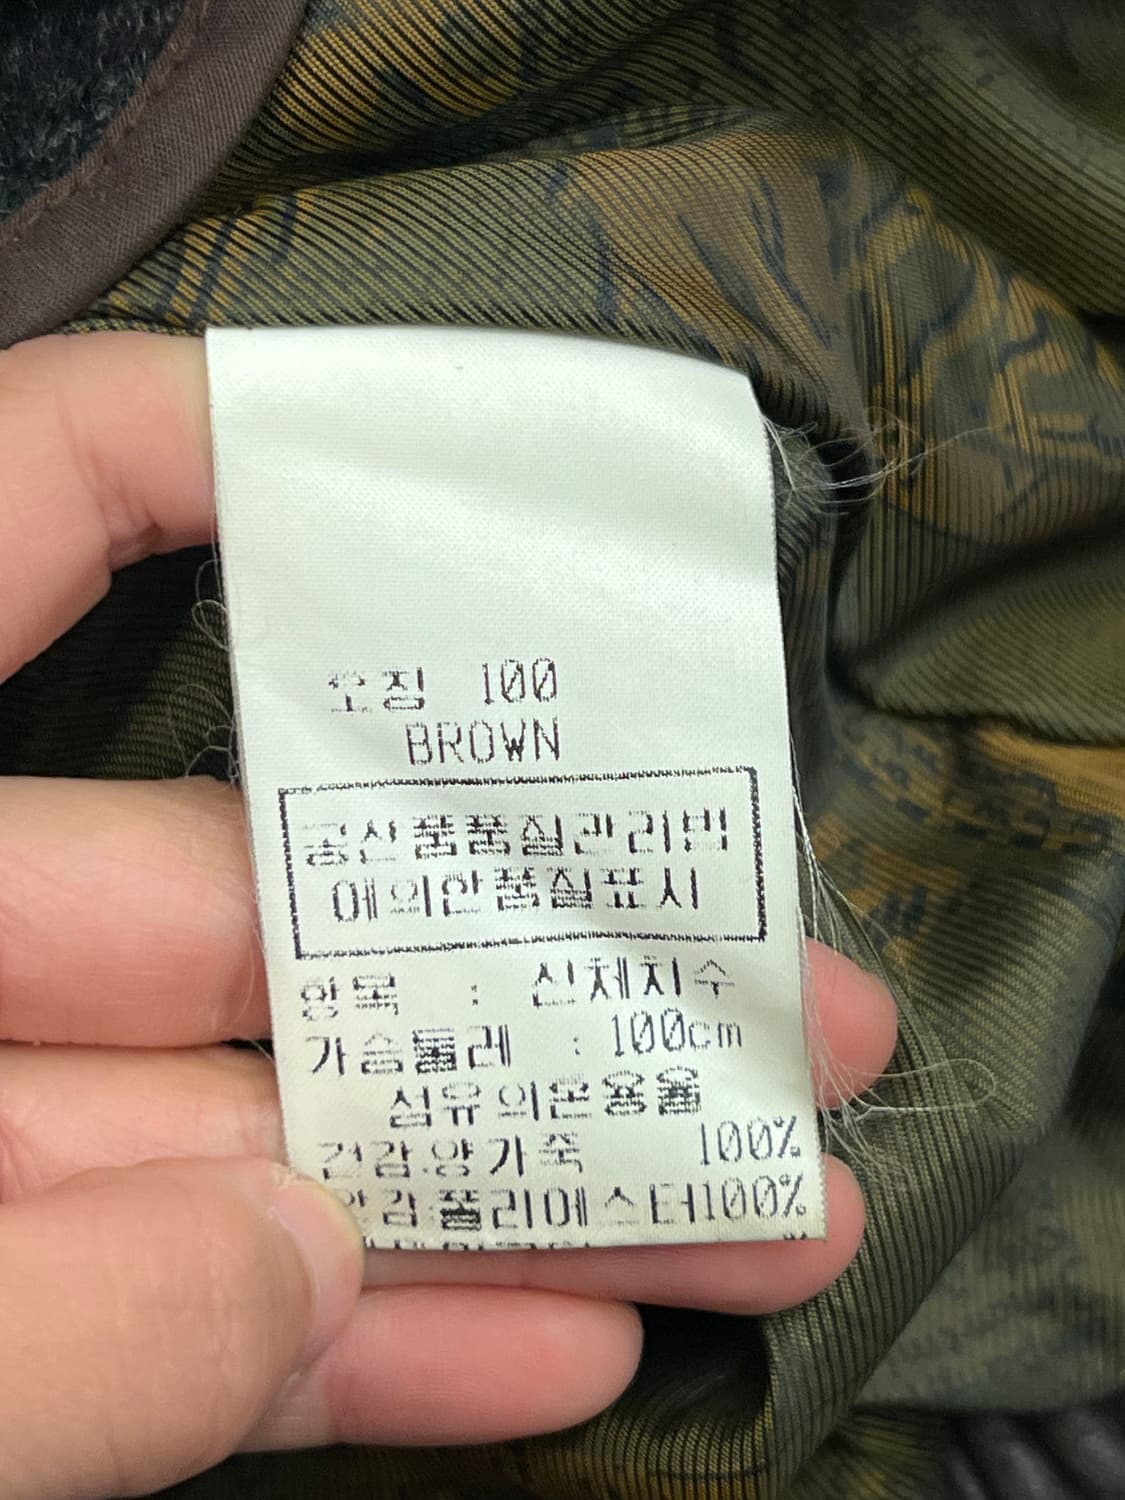 호칭 100
BROWN
공산품품질관리법
에의한품질표시
항목 : 신체치수
가슴둘레 : 100cm
섬유의혼용율
겉감.양가죽 100%
안감 폴리에스터100%